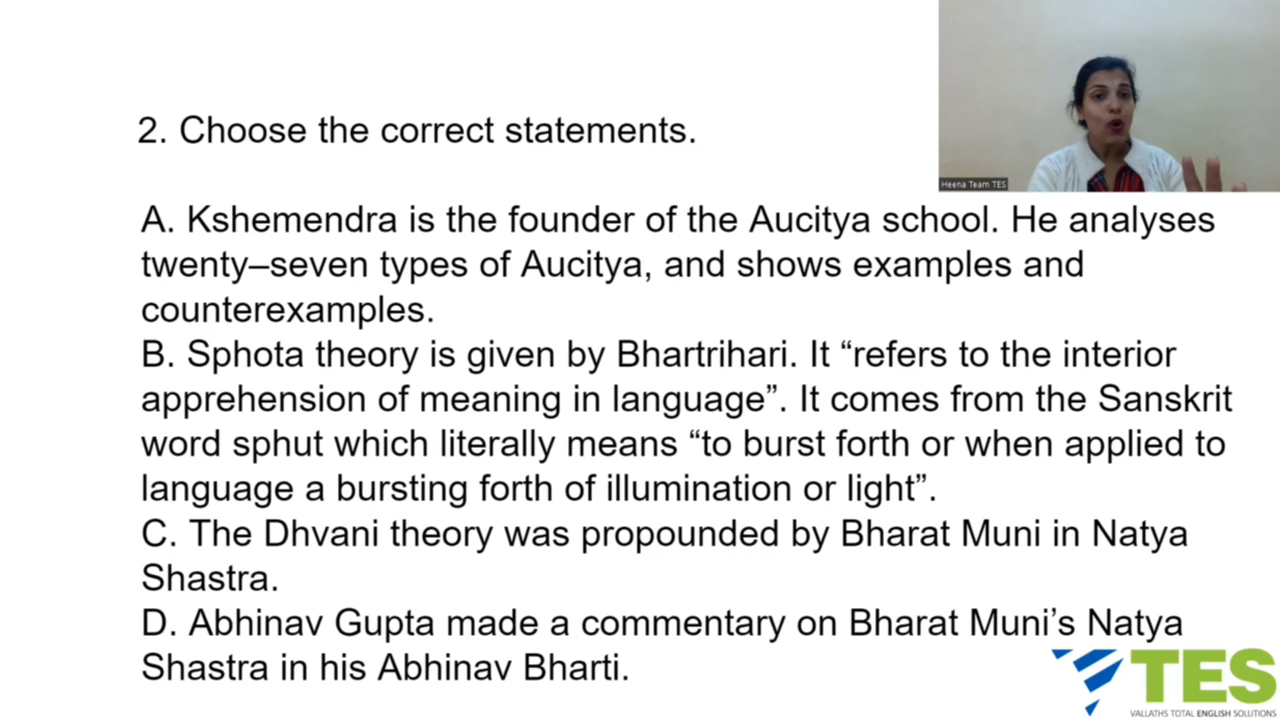 Heena Team TES
2. Choose the correct statements.
A. Kshemendra is the founder of the Aucitya school. He analyses
twenty–seven types of Aucitya, and shows examples and
counterexamples.
B. Sphota theory is given by Bhartrihari. It “refers to the interior
apprehension of meaning in language”. It comes from the Sanskrit
word sphut which literally means “to burst forth or when applied to
language a bursting forth of illumination or light”.
C. The Dhvani theory was propounded by Bharat Muni in Natya
Shastra.
D. Abhinav Gupta made a commentary on Bharat Muni’s Natya
Shastra in his Abhinav Bharti.
TES
VALLATHS TOTAL ENGLISH SOLUTIONS